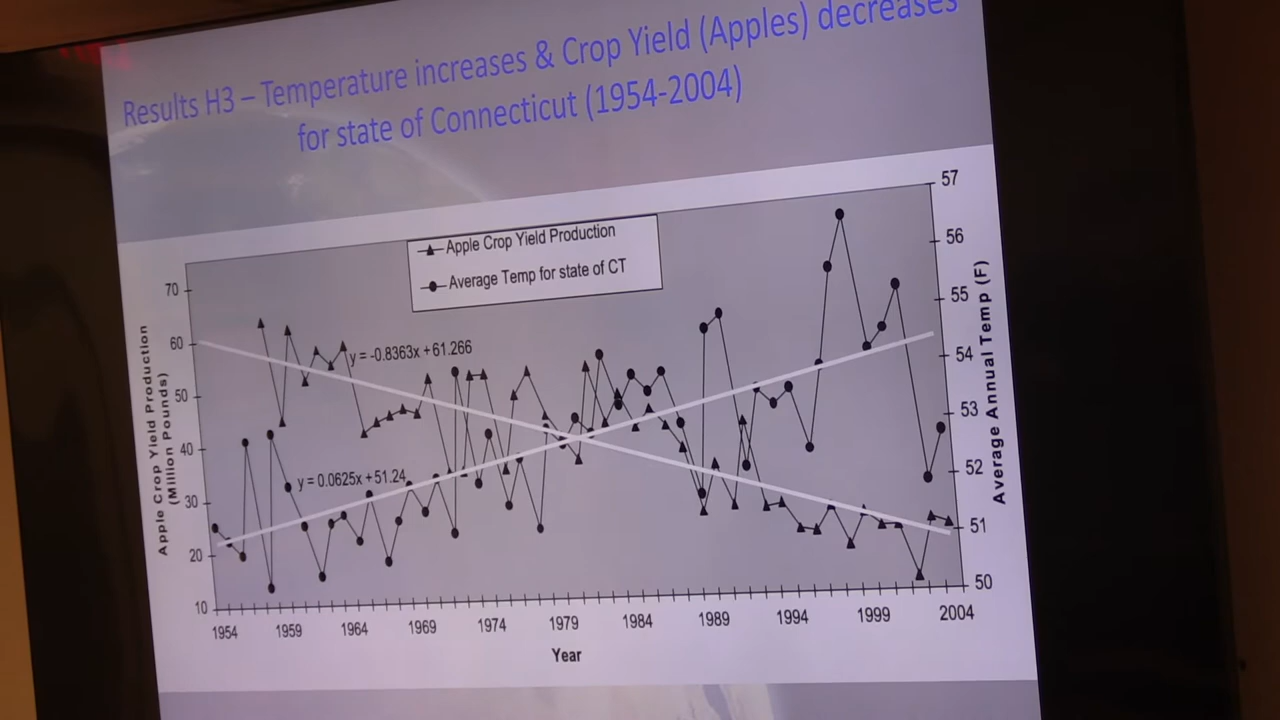 Results H3 – Temperature increases & Crop Yield (Apples) decreases
for state of Connecticut (1954-2004)
Apple Crop Yield Production
Average Temp for state of CT
Apple Crop Yield Production
(Million Pounds)
70
60
50
40
30
20
10
y = -0.8363x + 61.266
y = 0.0625x + 51.24
57
56
55
54
53
52
51
50
Average Annual Temp (F)
1954 1959 1964 1969 1974 1979 1984 1989 1994 1999 2004
Year